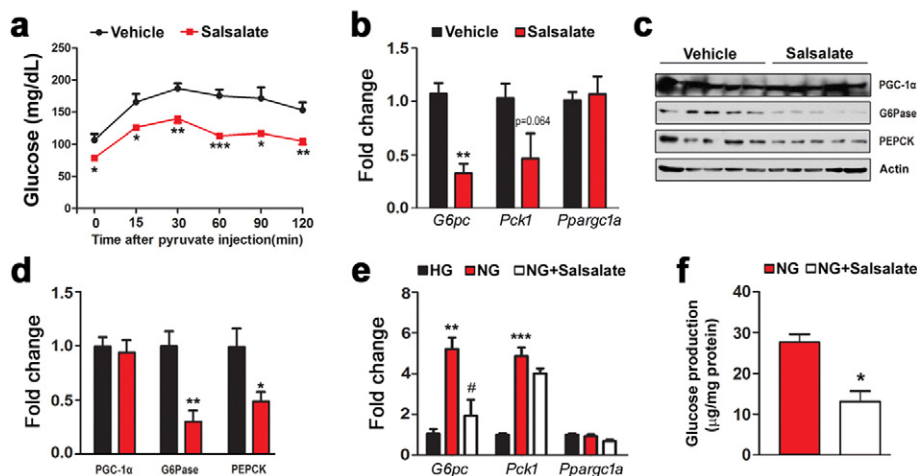 a
Vehicle Salsalate
Glucose (mg/dL)
250
200
150
100
50
0
* * ** *** * **
0 15 30 60 90 120
Time after pyruvate injection(min)
b
Vehicle Salsalate
Fold change
1.5
1.0
0.5
0.0
**
p=0.064
G6pc Pck1 Ppargc1a
c
Vehicle Salsalate
PGC-1α
G6Pase
PEPCK
Actin
d
Fold change
1.5
1.0
0.5
0.0
** *
PGC-1α G6Pase PEPCK
e
HG NG NG+Salsalate
Fold change
8
6
4
2
0
** # ***
G6pc Pck1 Ppargc1a
f
NG NG+Salsalate
Glucose production
(µg/mg protein)
40
30
20
10
0
*